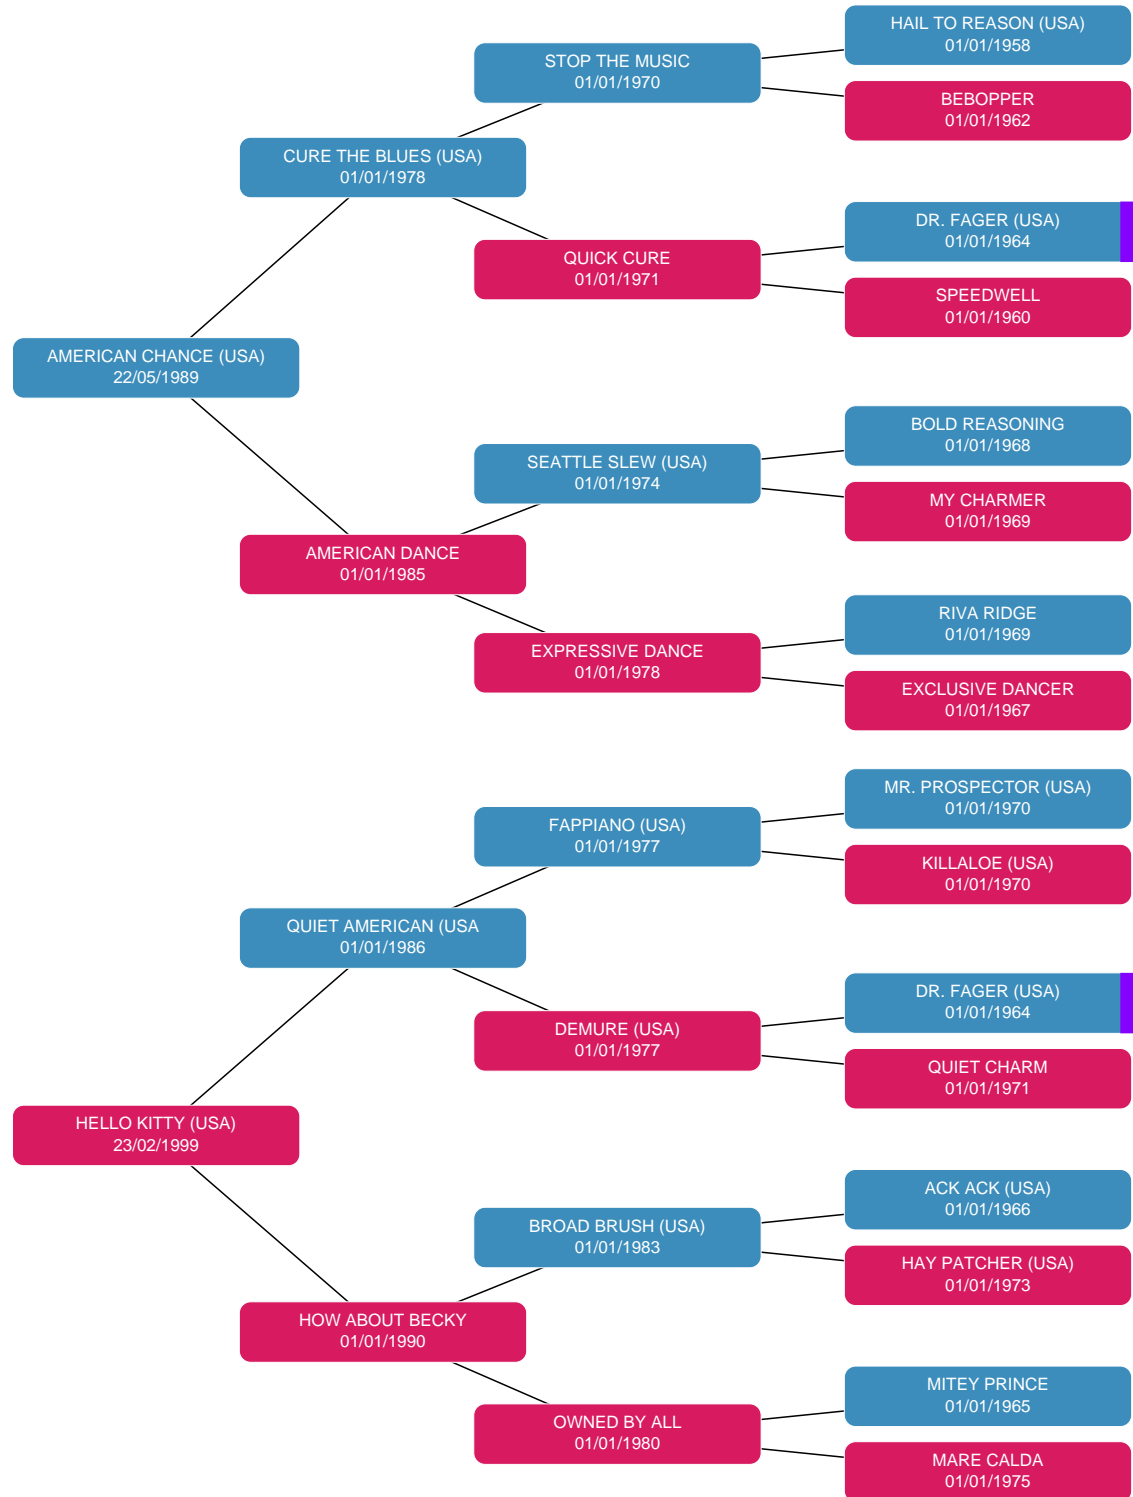 HAIL TO REASON (USA)
01/01/1958
STOP THE MUSIC
01/01/1970
BEBOPPER
01/01/1962
CURE THE BLUES (USA)
01/01/1978
DR. FAGER (USA)
01/01/1964
QUICK CURE
01/01/1971
SPEEDWELL
01/01/1960
AMERICAN CHANCE (USA)
22/05/1989
BOLD REASONING
01/01/1968
SEATTLE SLEW (USA)
01/01/1974
MY CHARMER
01/01/1969
AMERICAN DANCE
01/01/1985
RIVA RIDGE
01/01/1969
EXPRESSIVE DANCE
01/01/1978
EXCLUSIVE DANCER
01/01/1967
MR. PROSPECTOR (USA)
01/01/1970
FAPPIANO (USA)
01/01/1977
KILLALOE (USA)
01/01/1970
QUIET AMERICAN (USA
01/01/1986
DR. FAGER (USA)
01/01/1964
DEMURE (USA)
01/01/1977
QUIET CHARM
01/01/1971
HELLO KITTY (USA)
23/02/1999
ACK ACK (USA)
01/01/1966
BROAD BRUSH (USA)
01/01/1983
HAY PATCHER (USA)
01/01/1973
HOW ABOUT BECKY
01/01/1990
MITEY PRINCE
01/01/1965
OWNED BY ALL
01/01/1980
MARE CALDA
01/01/1975